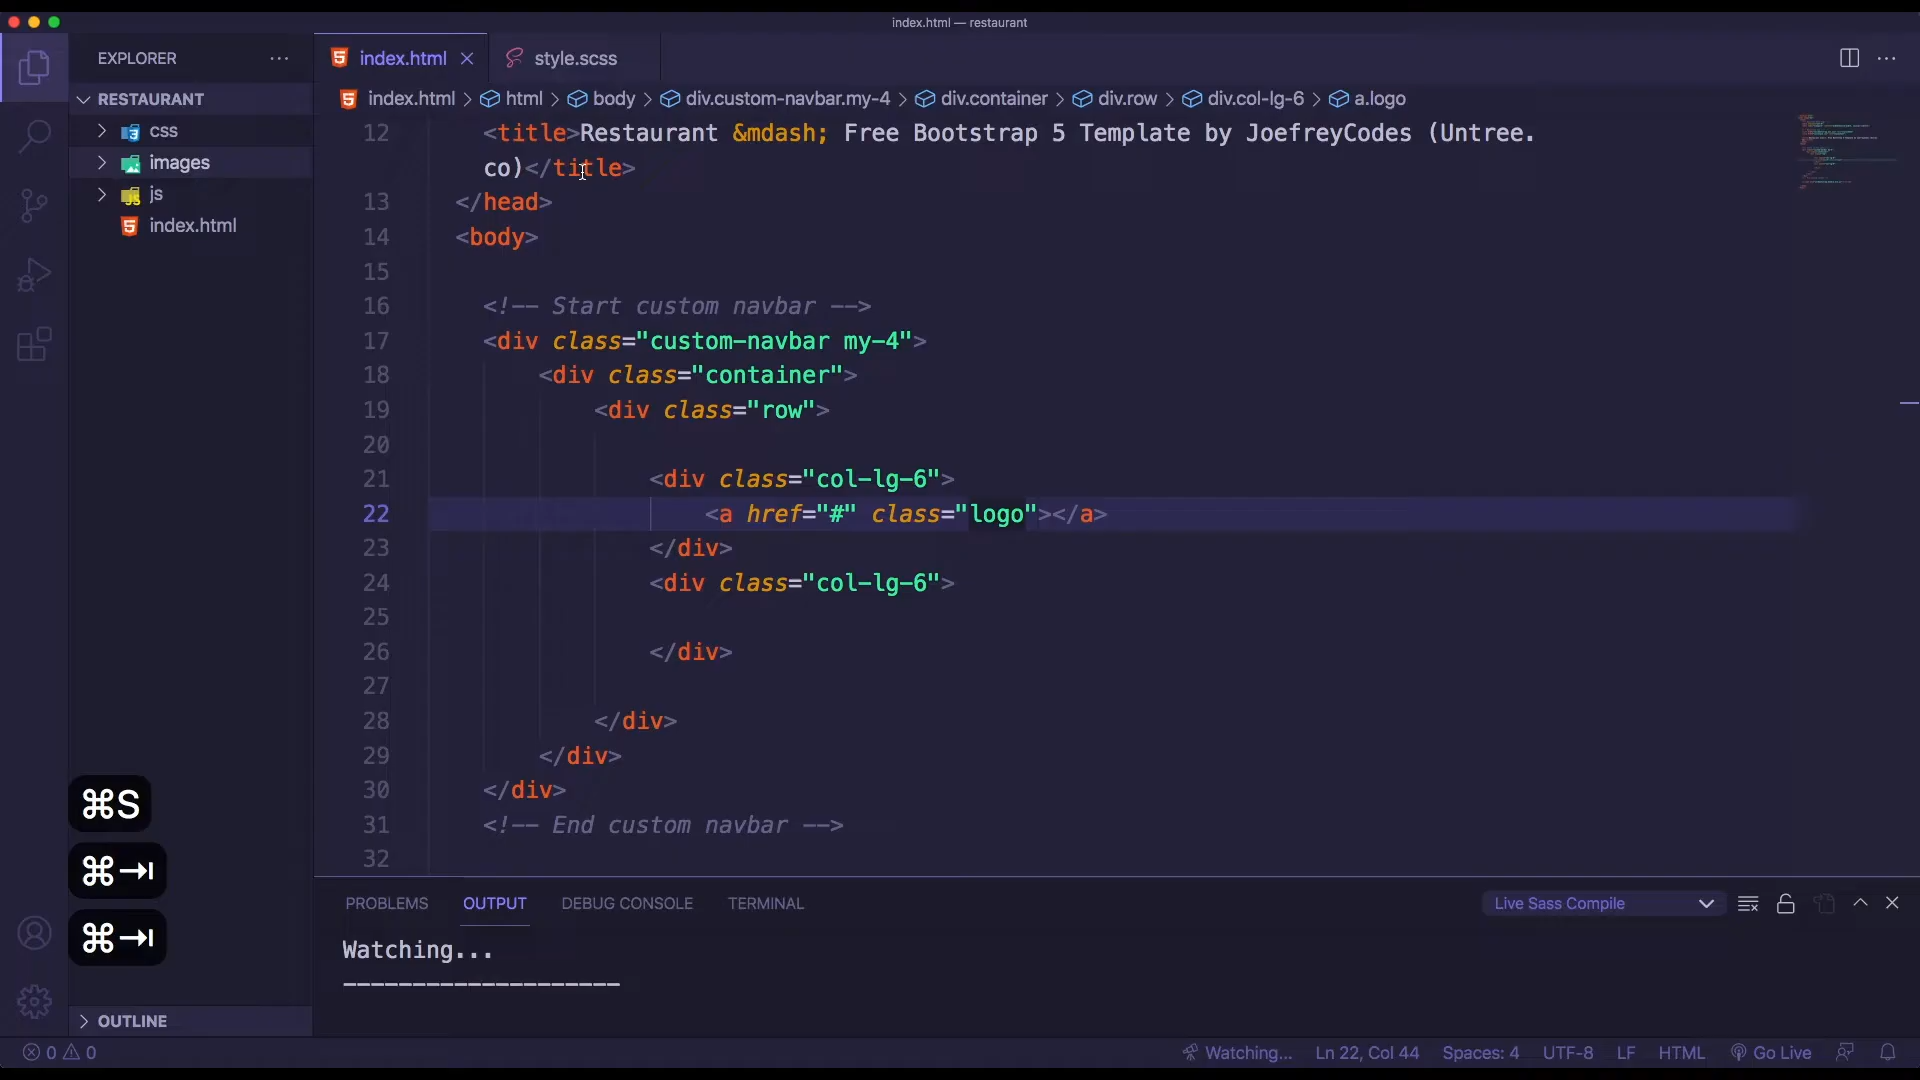 index.html — restaurant
EXPLORER
index.html
style.scss
RESTAURANT
index.html > html > body > div.custom-navbar.my-4 > div.container > div.row > div.col-lg-6 > a.logo
css
images
js
index.html
12 <title>Restaurant &mdash; Free Bootstrap 5 Template by JoefreyCodes (Untree.
co)</title>
13 </head>
14 <body>
15
16 <!-- Start custom navbar -->
17 <div class="custom-navbar my-4">
18 <div class="container">
19 <div class="row">
20
21 <div class="col-lg-6">
22 <a href="#" class="logo"></a>
23 </div>
24 <div class="col-lg-6">
25
26 </div>
27
28 </div>
29 </div>
30 </div>
31 <!-- End custom navbar -->
32
⌘S
⌘⇥
⌘⇥
PROBLEMS OUTPUT DEBUG CONSOLE TERMINAL Live Sass Compile
Watching...
--------------------
OUTLINE
0 0 Watching... Ln 22, Col 44 Spaces: 4 UTF-8 LF HTML Go Live